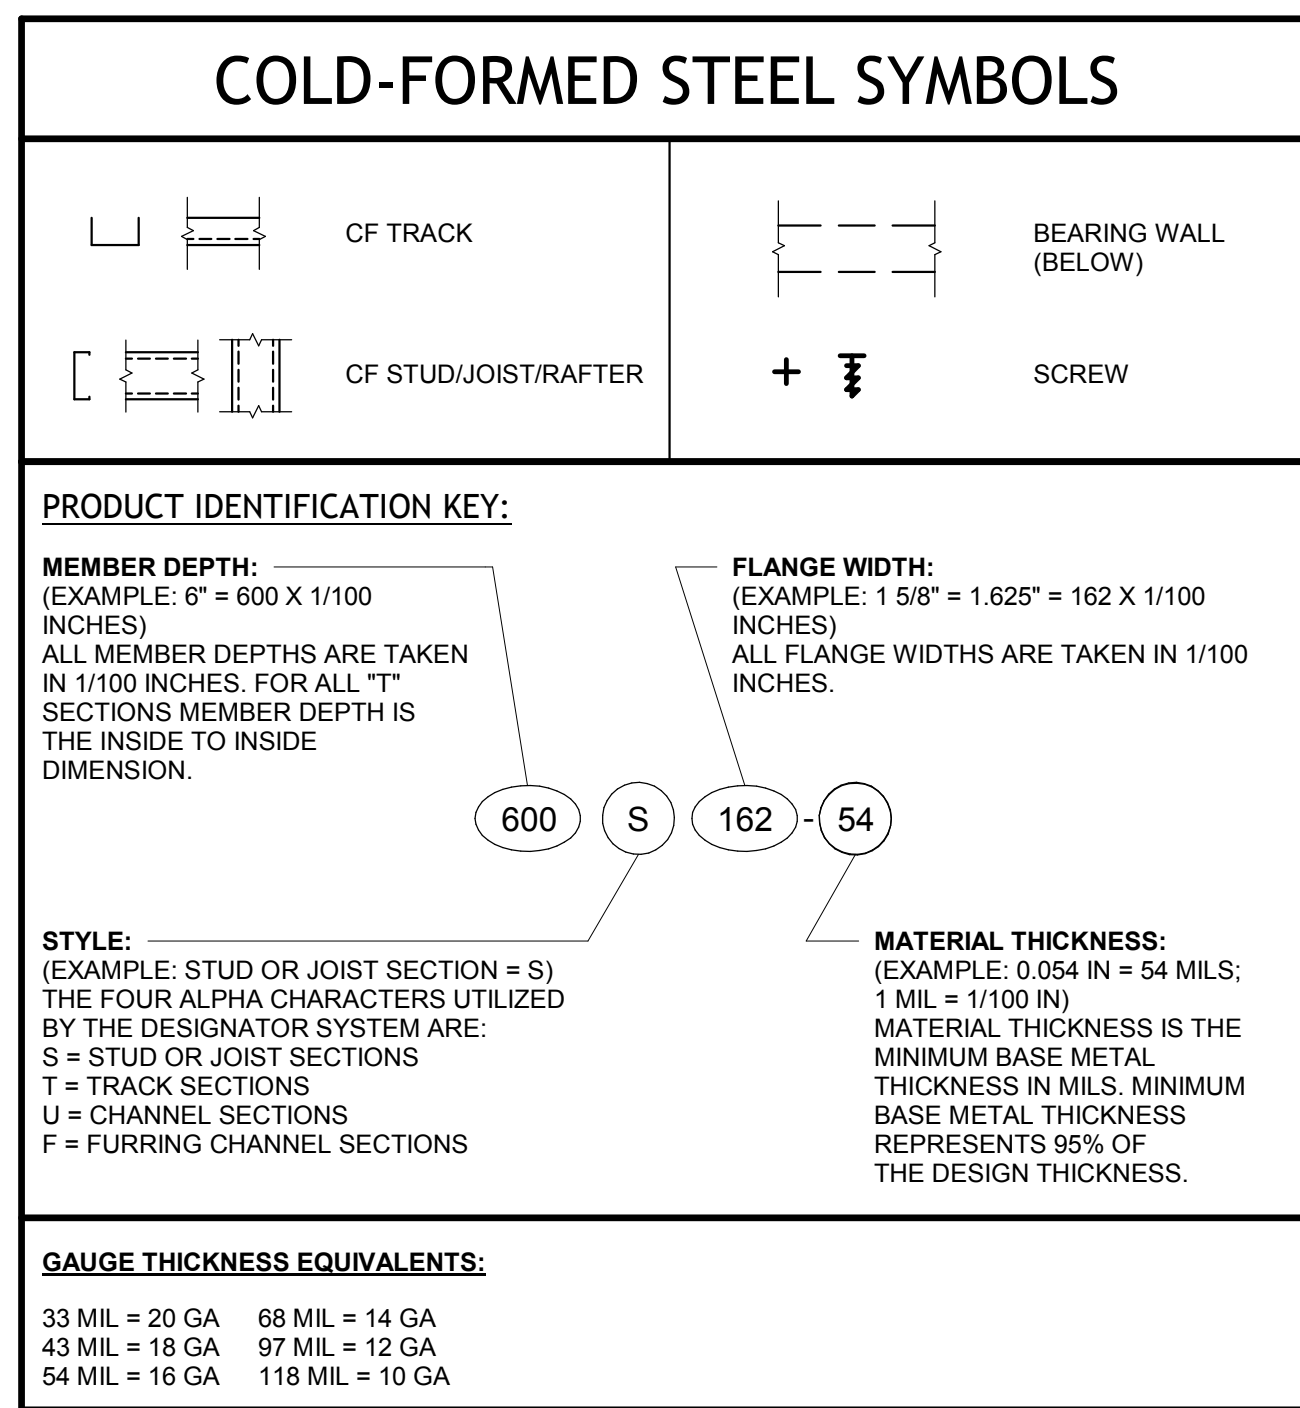 COLD-FORMED STEEL SYMBOLS
CF TRACK
BEARING WALL
(BELOW)
CF STUD/JOIST/RAFTER
SCREW
PRODUCT IDENTIFICATION KEY:
MEMBER DEPTH:
(EXAMPLE: 6" = 600 X 1/100
INCHES)
ALL MEMBER DEPTHS ARE TAKEN
IN 1/100 INCHES. FOR ALL "T"
SECTIONS MEMBER DEPTH IS
THE INSIDE TO INSIDE
DIMENSION.
FLANGE WIDTH:
(EXAMPLE: 1 5/8" = 1.625" = 162 X 1/100
INCHES)
ALL FLANGE WIDTHS ARE TAKEN IN 1/100
INCHES.
600 S 162 - 54
STYLE:
(EXAMPLE: STUD OR JOIST SECTION = S)
THE FOUR ALPHA CHARACTERS UTILIZED
BY THE DESIGNATOR SYSTEM ARE:
S = STUD OR JOIST SECTIONS
T = TRACK SECTIONS
U = CHANNEL SECTIONS
F = FURRING CHANNEL SECTIONS
MATERIAL THICKNESS:
(EXAMPLE: 0.054 IN = 54 MILS;
1 MIL = 1/100 IN)
MATERIAL THICKNESS IS THE
MINIMUM BASE METAL
THICKNESS IN MILS. MINIMUM
BASE METAL THICKNESS
REPRESENTS 95% OF
THE DESIGN THICKNESS.
GAUGE THICKNESS EQUIVALENTS:
33 MIL = 20 GA 68 MIL = 14 GA
43 MIL = 18 GA 97 MIL = 12 GA
54 MIL = 16 GA 118 MIL = 10 GA